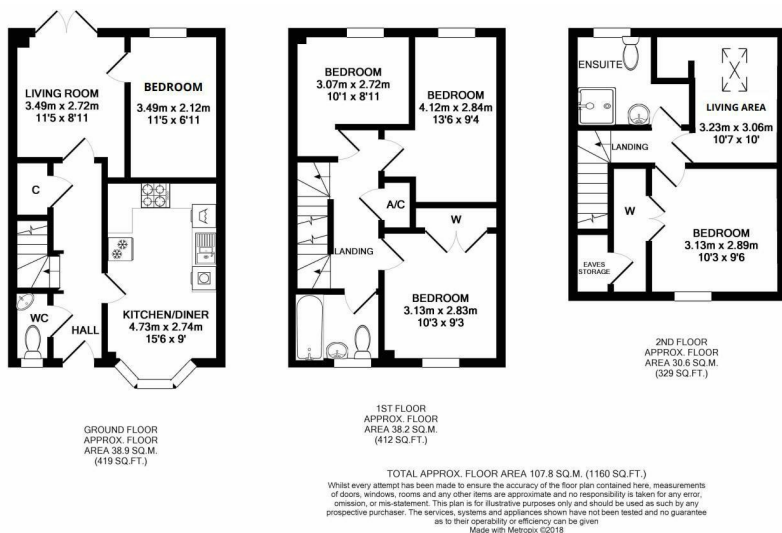 LIVING ROOM
3.49m x 2.72m
11'5 x 8'11
BEDROOM
3.49m x 2.12m
11'5 x 6'11
C
WC
HALL
KITCHEN/DINER
4.73m x 2.74m
15'6 x 9'
GROUND FLOOR
APPROX. FLOOR
AREA 38.9 SQ.M.
(419 SQ.FT.)
BEDROOM
3.07m x 2.72m
10'1 x 8'11
BEDROOM
4.12m x 2.84m
13'6 x 9'4
A/C
W
LANDING
BEDROOM
3.13m x 2.83m
10'3 x 9'3
1ST FLOOR
APPROX. FLOOR
AREA 38.2 SQ.M.
(412 SQ.FT.)
ENSUITE
LIVING AREA
3.23m x 3.06m
10'7 x 10'
LANDING
W
BEDROOM
3.13m x 2.89m
10'3 x 9'6
EAVES
STORAGE
2ND FLOOR
APPROX. FLOOR
AREA 30.6 SQ.M.
(329 SQ.FT.)
TOTAL APPROX. FLOOR AREA 107.8 SQ.M. (1160 SQ.FT.)
Whilst every attempt has been made to ensure the accuracy of the floor plan contained here, measurements
of doors, windows, rooms and any other items are approximate and no responsibility is taken for any error,
omission, or mis-statement. This plan is for illustrative purposes only and should be used as such by any
prospective purchaser. The services, systems and appliances shown have not been tested and no guarantee
as to their operability or efficiency can be given
Made with Metropix ©2018